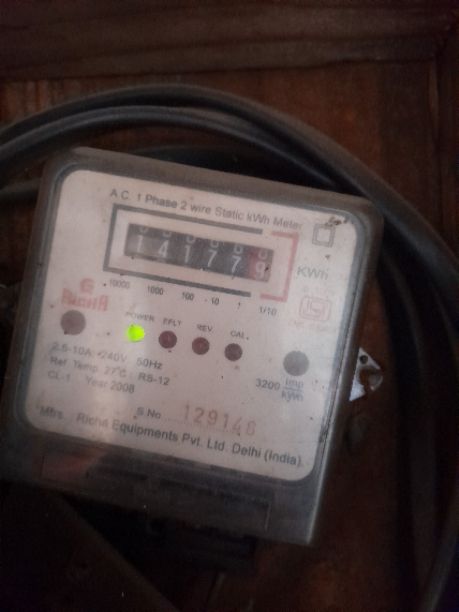 A.C. 1 Phase 2 wire Static kWh Meter
141779
KWh
10000 1000 100 10 1 1/10
RICHA
POWER EFLT REV. CAL.
2.5-10A. 240V. 50Hz
Ref. Temp. 27°C. RS-12
3200 imp/kWh
CL-1 Year 2008
S.No 129148
Mfrs. Richa Equipments Pvt. Ltd. Delhi (India)